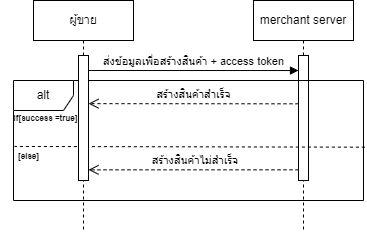 ผู้ขาย
merchant server
ส่งข้อมูลเพื่อสร้างสินค้า + access token
alt
สร้างสินค้าสำเร็จ
if[success =true]
สร้างสินค้าไม่สำเร็จ
[else]